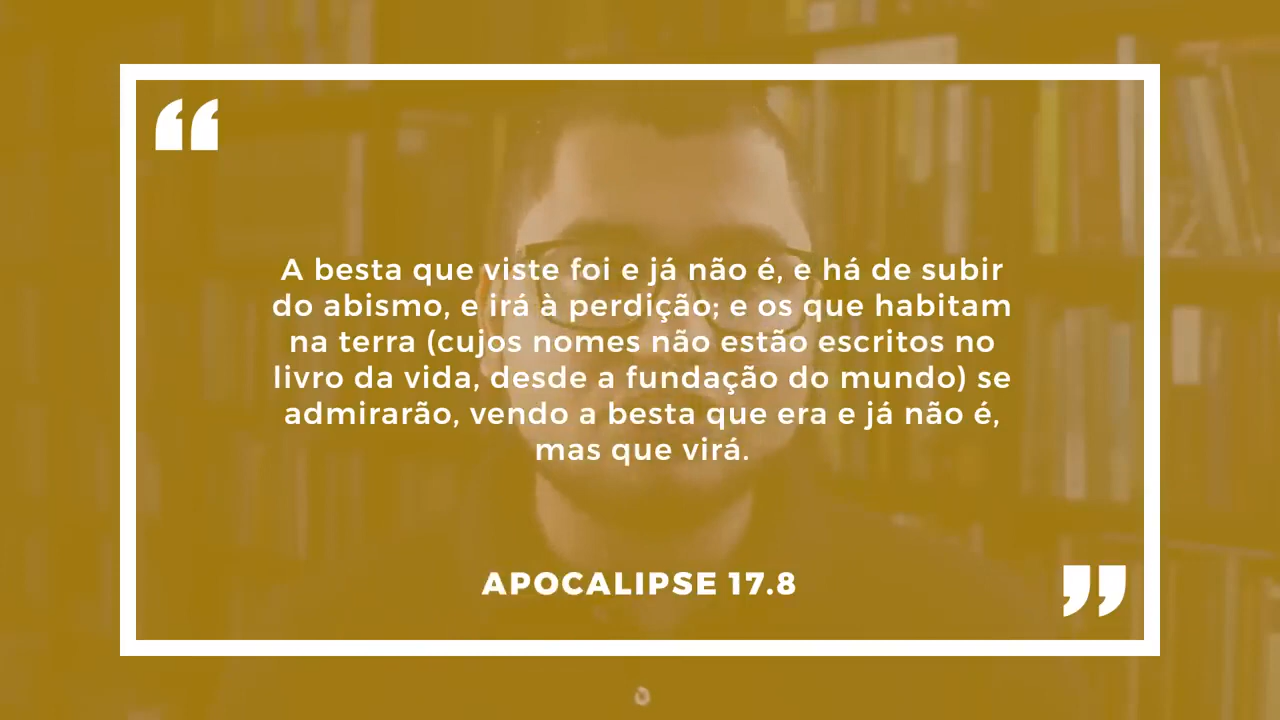 “
A besta que viste foi e já não é, e há de subir
do abismo, e irá à perdição; e os que habitam
na terra (cujos nomes não estão escritos no
livro da vida, desde a fundação do mundo) se
admirarão, vendo a besta que era e já não é,
mas que virá.
APOCALIPSE 17.8
”